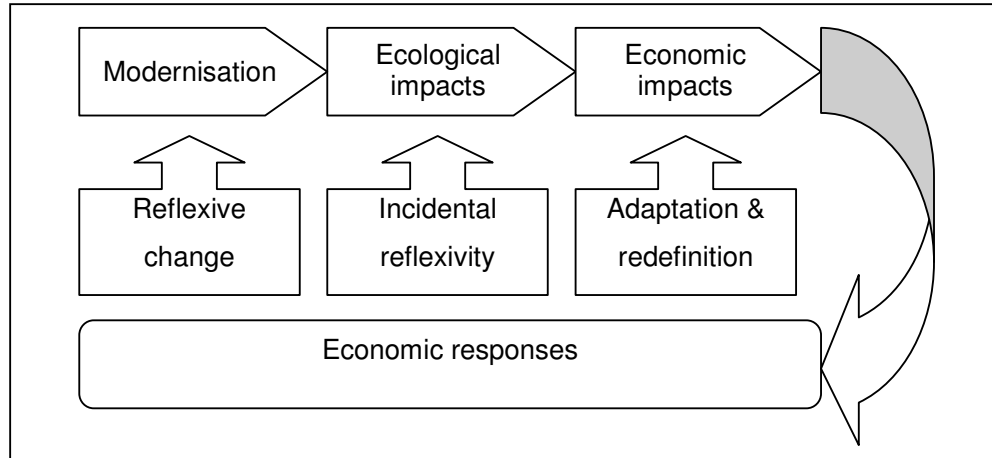 Modernisation
Ecological
impacts
Economic
impacts
Reflexive
change
Incidental
reflexivity
Adaptation &
redefinition
Economic responses